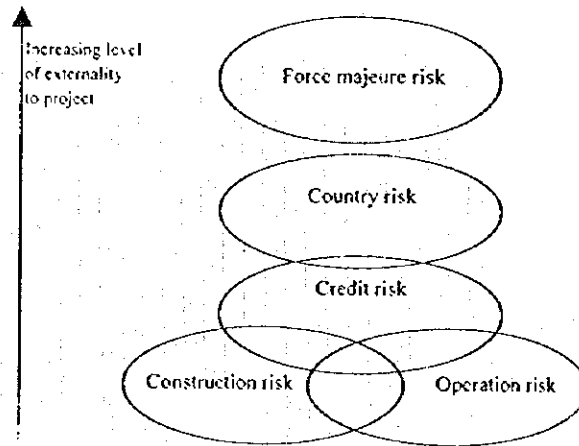 Increasing level
of externality
to project
Force majeure risk
Country risk
Credit risk
Construction risk
Operation risk